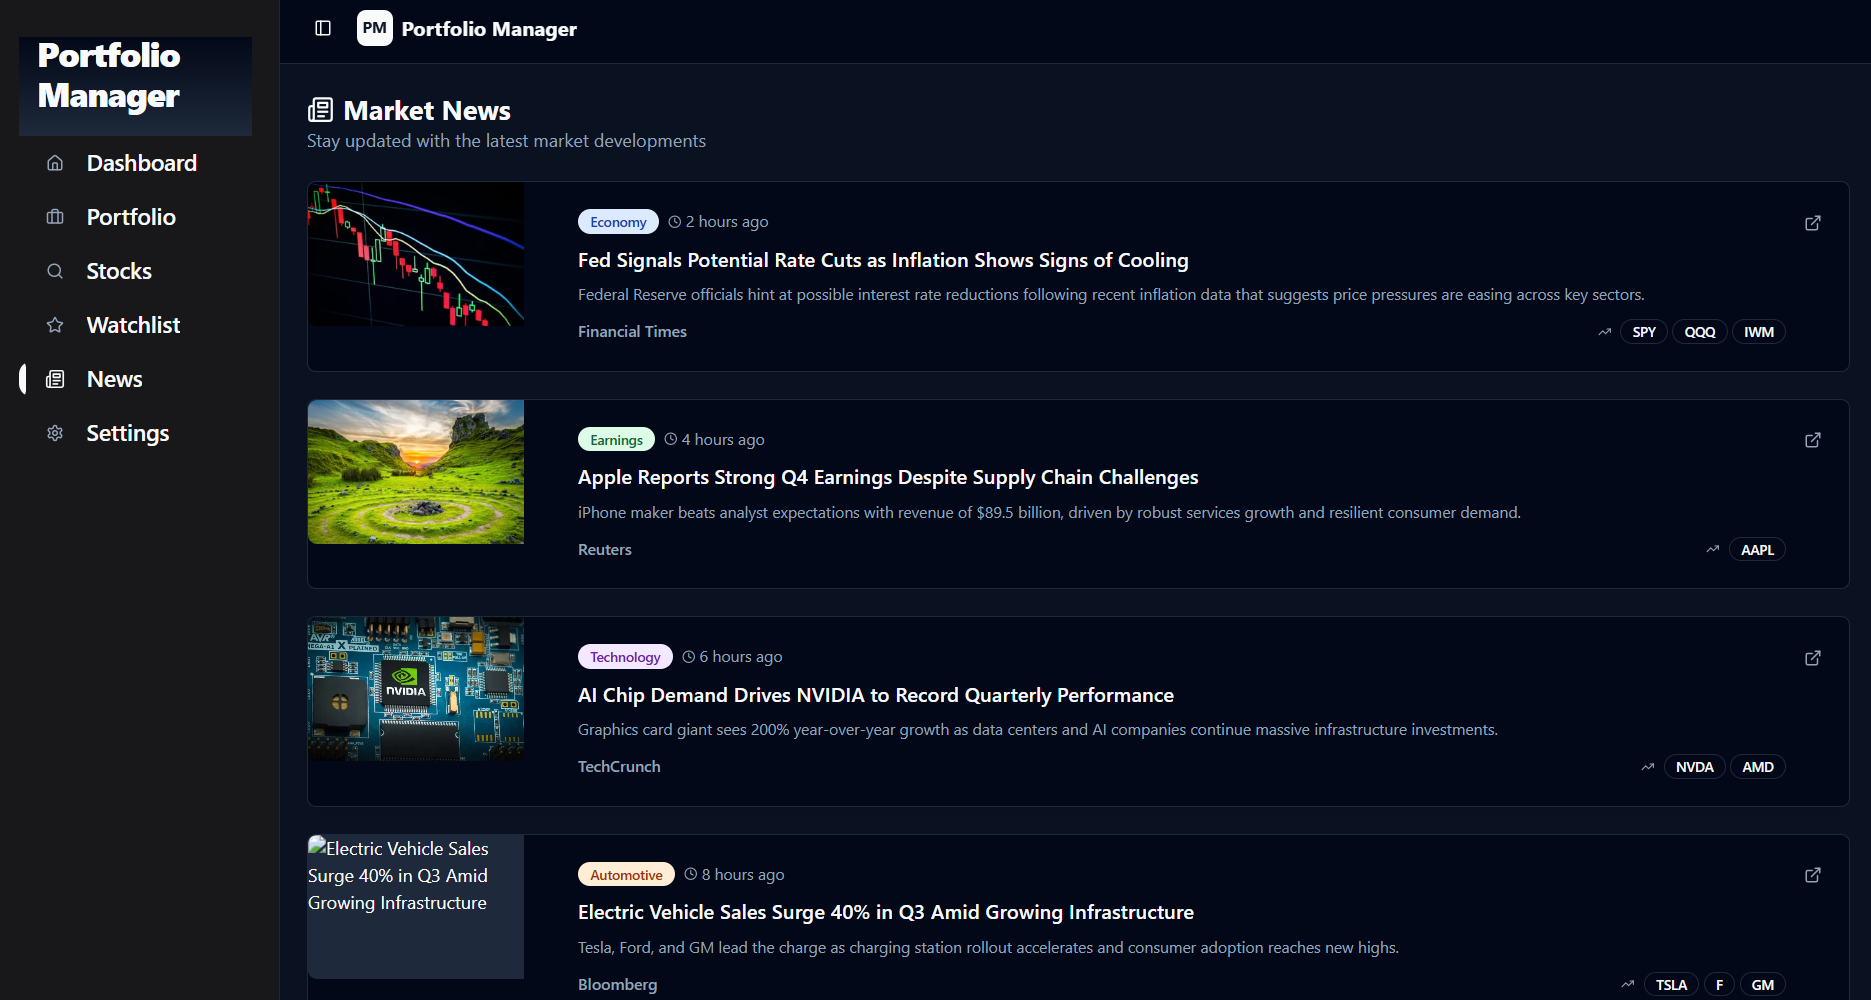 Portfolio
Manager
Dashboard
Portfolio
Stocks
Watchlist
News
Settings
PM Portfolio Manager
Market News
Stay updated with the latest market developments
Economy 2 hours ago
Fed Signals Potential Rate Cuts as Inflation Shows Signs of Cooling
Federal Reserve officials hint at possible interest rate reductions following recent inflation data that suggests price pressures are easing across key sectors.
Financial Times SPY QQQ IWM
Earnings 4 hours ago
Apple Reports Strong Q4 Earnings Despite Supply Chain Challenges
iPhone maker beats analyst expectations with revenue of $89.5 billion, driven by robust services growth and resilient consumer demand.
Reuters AAPL
AVR
MEGA-A1 X PLAINED
NVIDIA
Technology 6 hours ago
AI Chip Demand Drives NVIDIA to Record Quarterly Performance
Graphics card giant sees 200% year-over-year growth as data centers and AI companies continue massive infrastructure investments.
TechCrunch NVDA AMD
Electric Vehicle Sales
Surge 40% in Q3 Amid
Growing Infrastructure
Automotive 8 hours ago
Electric Vehicle Sales Surge 40% in Q3 Amid Growing Infrastructure
Tesla, Ford, and GM lead the charge as charging station rollout accelerates and consumer adoption reaches new highs.
Bloomberg TSLA F GM